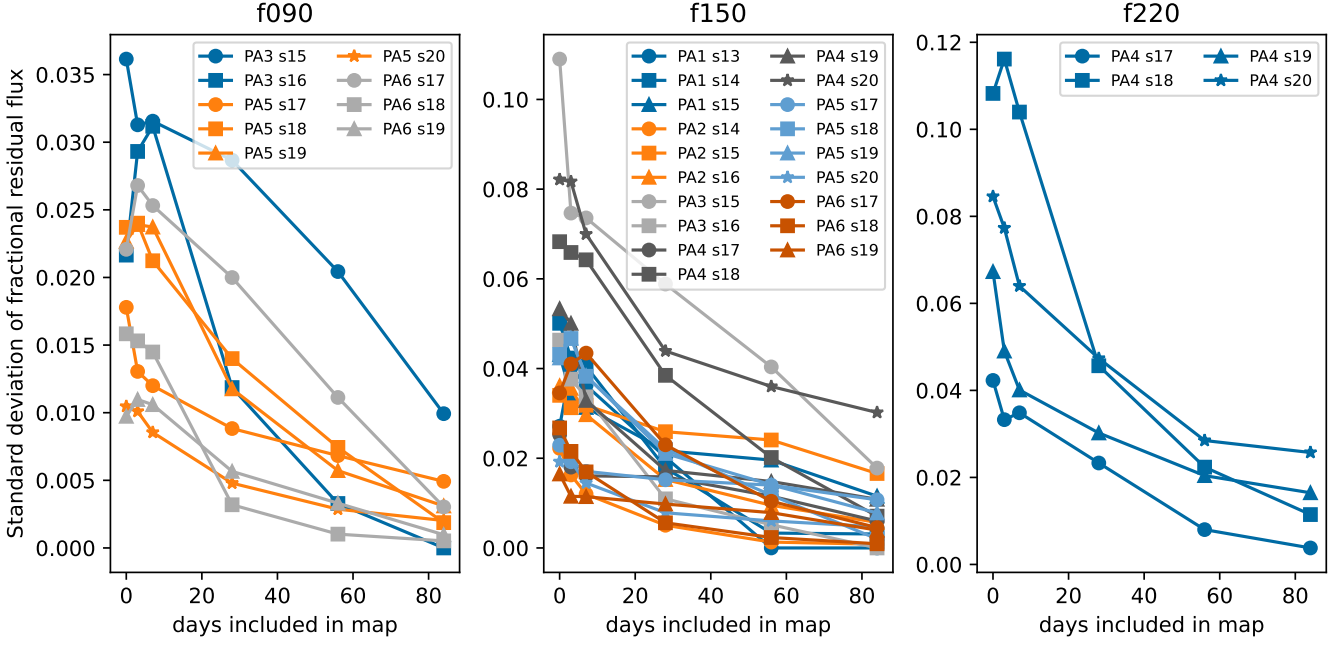 f090
f150
f220
Standard deviation of fractional residual flux
0.035
0.030
0.025
0.020
0.015
0.010
0.005
0.000
PA3 s15
PA3 s16
PA5 s17
PA5 s18
PA5 s19
PA5 s20
PA6 s17
PA6 s18
PA6 s19
0 20 40 60 80
days included in map
0.10
0.08
0.06
0.04
0.02
0.00
PA1 s13
PA1 s14
PA1 s15
PA2 s14
PA2 s15
PA2 s16
PA3 s15
PA3 s16
PA4 s17
PA4 s18
PA4 s19
PA4 s20
PA5 s17
PA5 s18
PA5 s19
PA5 s20
PA6 s17
PA6 s18
PA6 s19
0 20 40 60 80
days included in map
0.12
0.10
0.08
0.06
0.04
0.02
0.00
PA4 s17
PA4 s18
PA4 s19
PA4 s20
0 20 40 60 80
days included in map